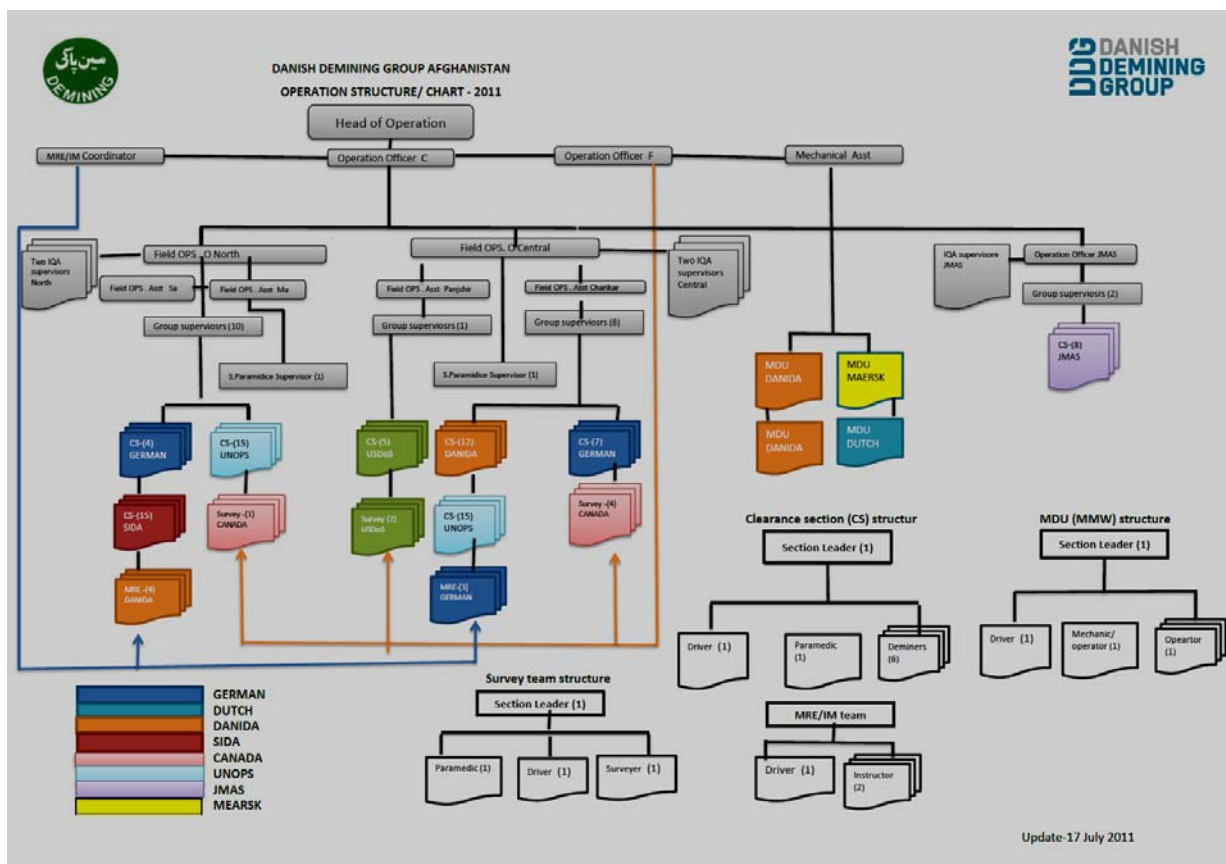 مین پاکی
DEMINING
DANISH DEMINING GROUP AFGHANISTAN
OPERATION STRUCTURE/ CHART - 2011
DDG
DANISH
DEMINING
GROUP
Head of Operation
MRE/IM Coordinator
Operation Officer C
Operation Officer F
Mechanical Asst
Two IQA
supervisors
North
Field OPS . O North
Field OPS . Asst Sa
Field OPS . Asst Ma
Group superviosrs (10)
S.Paramidice Supervisor (1)
Field OPS. O Central
Field OPS . Asst Panjshir
Field OPS . Asst Charikar
Group superviosrs (1)
Group superviosrs (8)
S.Paramidice Supervisor (1)
Two IQA
supervisors
Central
IQA supervisore
JMAS
Operation Officer JMAS
Group superviosrs (2)
CS-(8)
JMAS
MDU
DANIDA
MDU
MAERSK
MDU
DANIDA
MDU
DUTCH
CS-(4)
GERMAN
CS-(15)
UNOPS
CS-(5)
USDoS
CS-(12)
DANIDA
CS-(7)
GERMAN
CS-(15)
SIDA
Survey -(1)
CANADA
Survey (2)
USDoS
CS-(15)
UNOPS
Survey -(4)
CANADA
MRE -(4)
DANIDA
MRE-(3)
GERMAN
Clearance section (CS) structur
Section Leader (1)
Driver (1)
Paramedic
(1)
Deminers
(6)
MDU (MMW) structure
Section Leader (1)
Driver (1)
Mechanic/
operator (1)
Opeartor
(1)
Survey team structure
Section Leader (1)
Paramedic (1)
Driver (1)
Surveyer (1)
MRE/IM team
Driver (1)
Instructor
(2)
GERMAN
DUTCH
DANIDA
SIDA
CANADA
UNOPS
JMAS
MEARSK
Update-17 July 2011